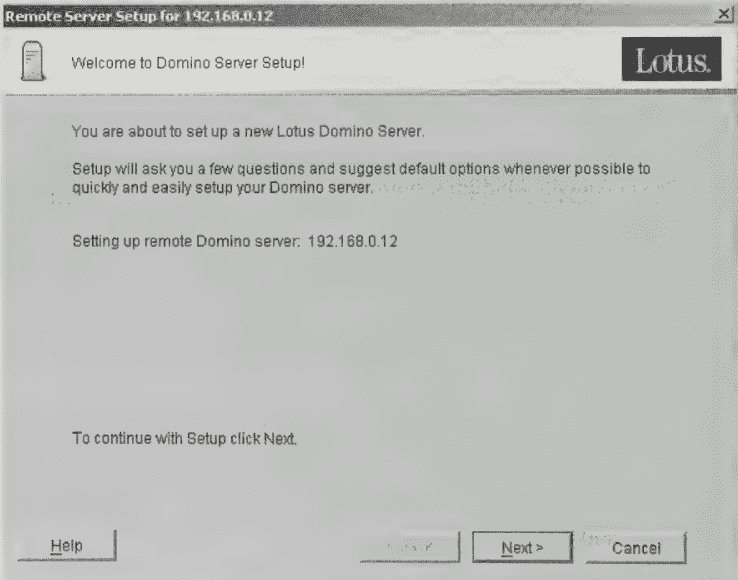 Remote Server Setup for 192.168.0.12
Welcome to Domino Server Setup!
Lotus.
You are about to set up a new Lotus Domino Server.
Setup will ask you a few questions and suggest default options whenever possible to
quickly and easily setup your Domino server.
Setting up remote Domino server: 192.168.0.12
To continue with Setup click Next.
Help
Next >
Cancel